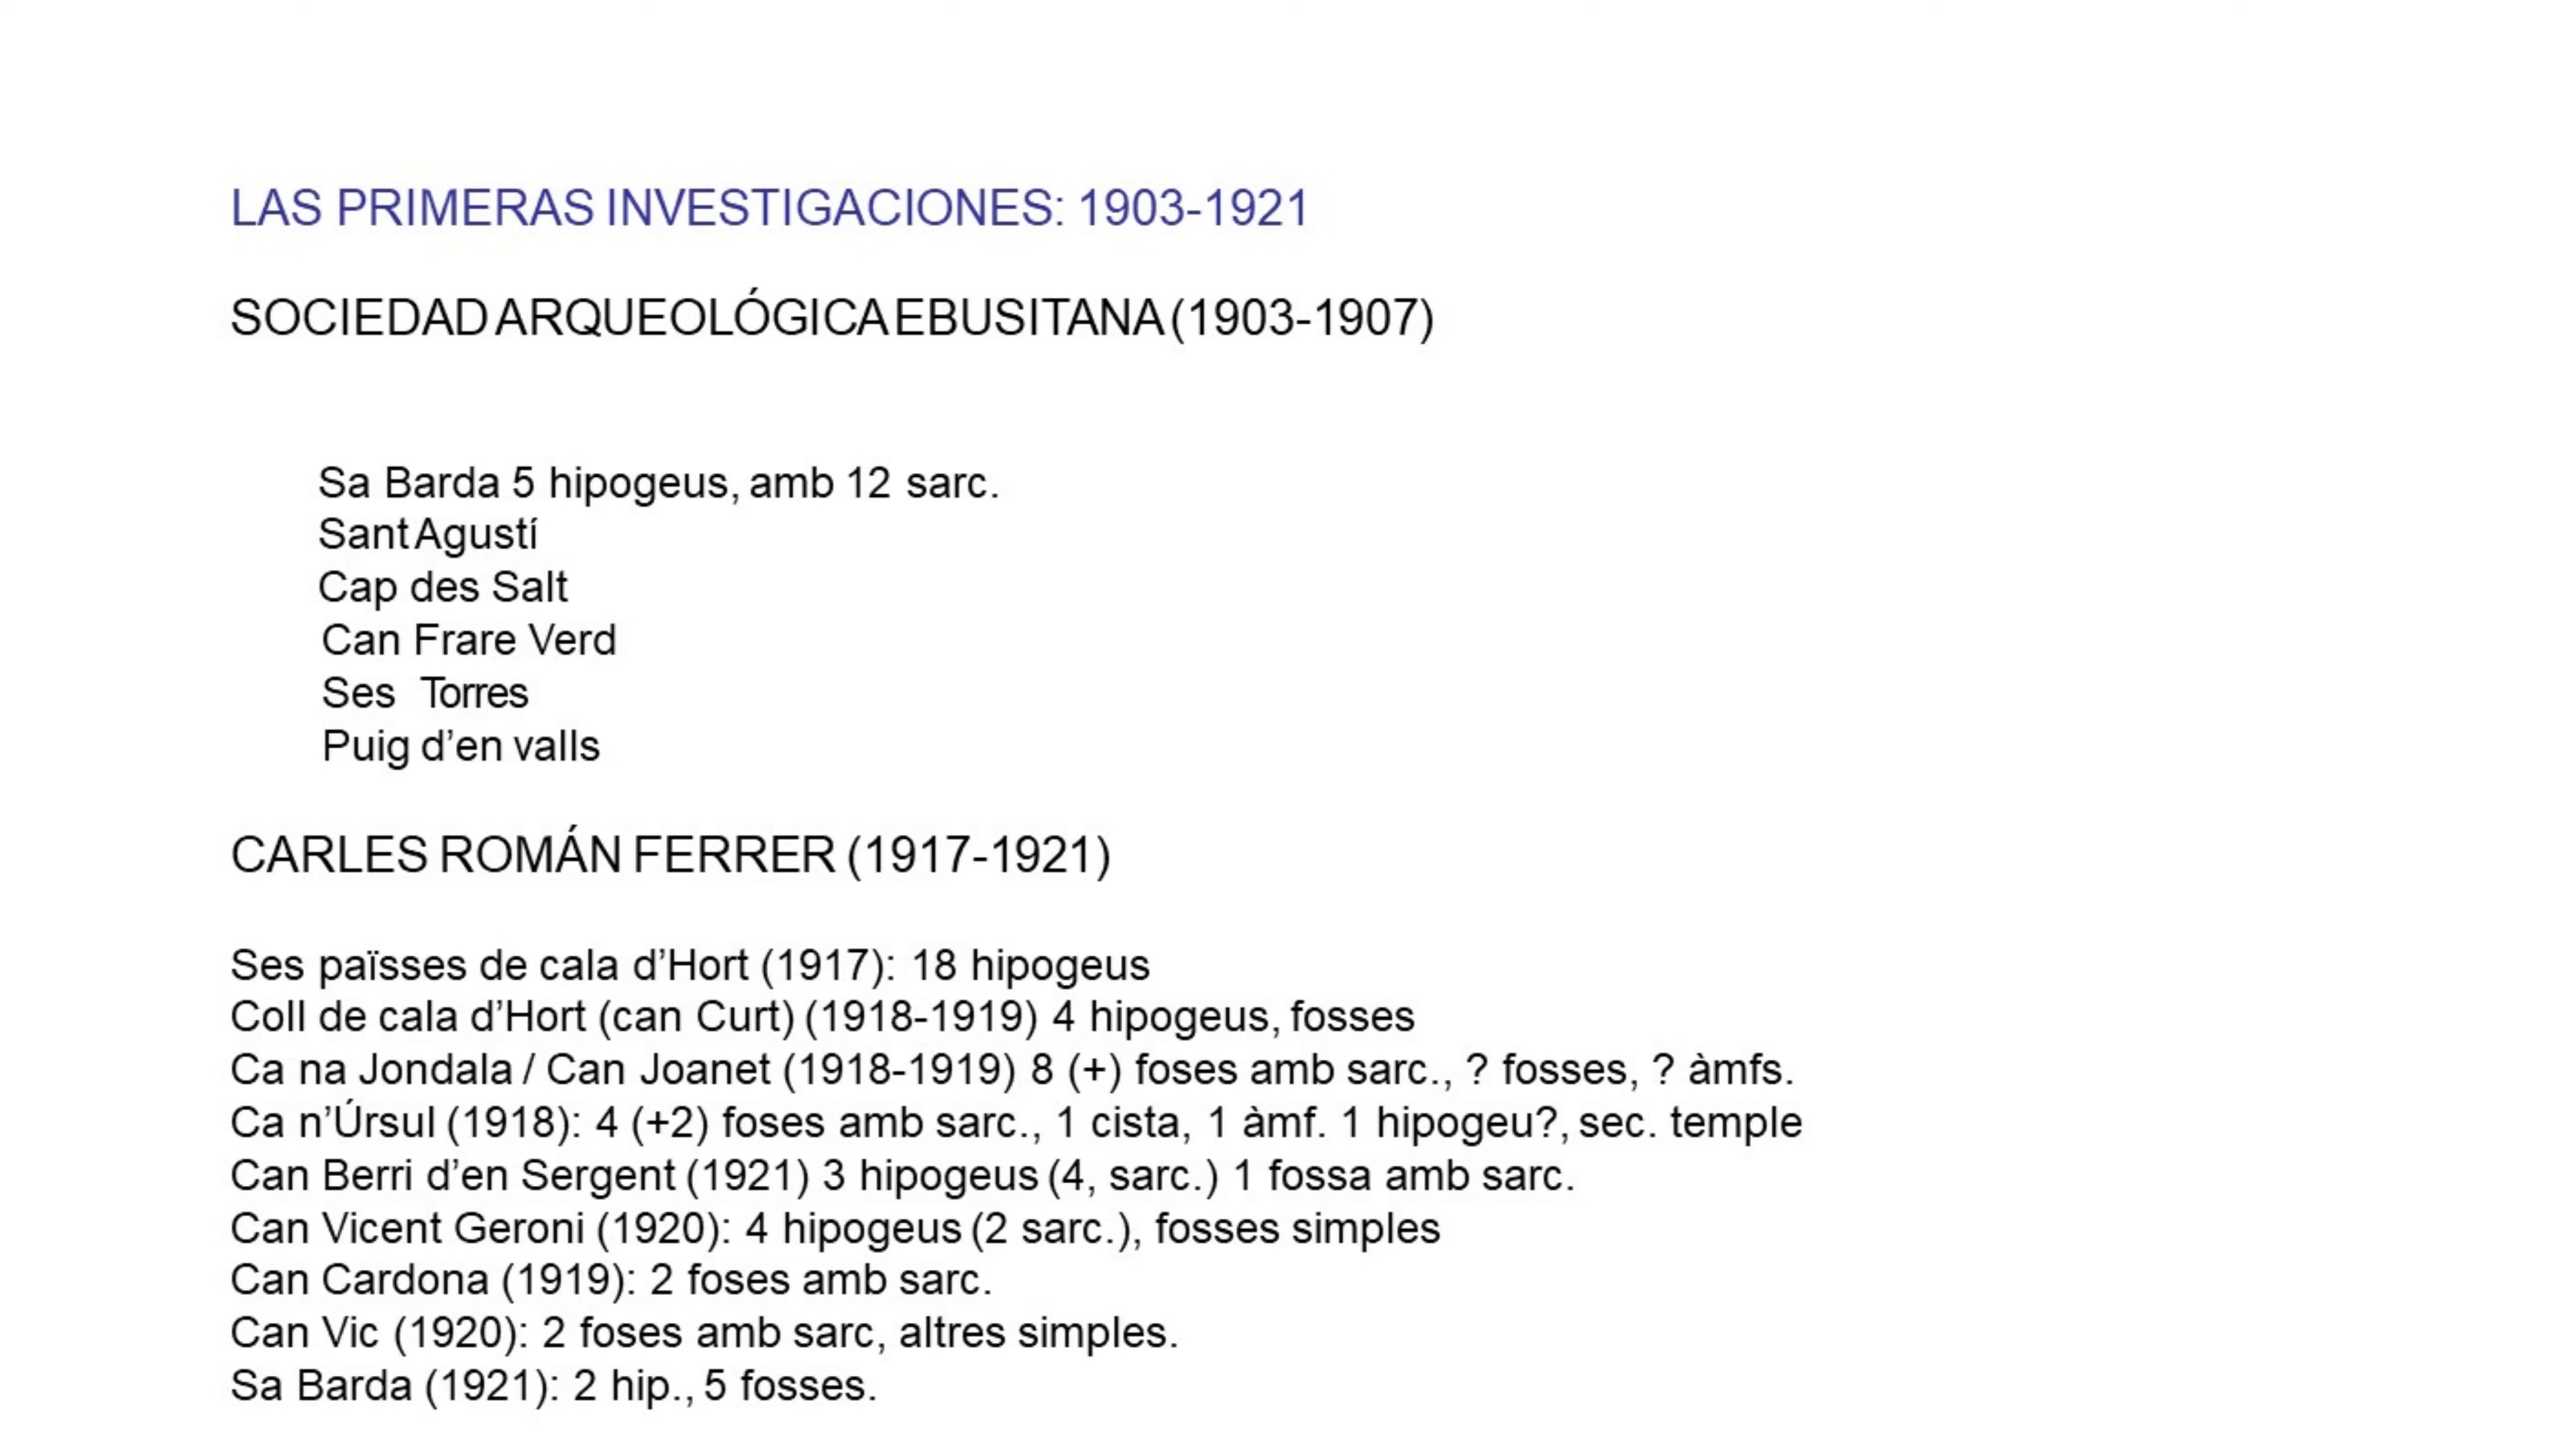 LAS PRIMERAS INVESTIGACIONES: 1903-1921
SOCIEDAD ARQUEOLÓGICA EBUSITANA (1903-1907)
Sa Barda 5 hipogeus, amb 12 sarc.
Sant Agustí
Cap des Salt
Can Frare Verd
Ses Torres
Puig d’en valls
CARLES ROMÁN FERRER (1917-1921)
Ses païsses de cala d’Hort (1917): 18 hipogeus
Coll de cala d’Hort (can Curt) (1918-1919) 4 hipogeus, fosses
Ca na Jondala / Can Joanet (1918-1919) 8 (+) foses amb sarc., ? fosses, ? àmfs.
Ca n’Úrsul (1918): 4 (+2) foses amb sarc., 1 cista, 1 àmf. 1 hipogeu?, sec. temple
Can Berri d’en Sergent (1921) 3 hipogeus (4, sarc.) 1 fossa amb sarc.
Can Vicent Geroni (1920): 4 hipogeus (2 sarc.), fosses simples
Can Cardona (1919): 2 foses amb sarc.
Can Vic (1920): 2 foses amb sarc, altres simples.
Sa Barda (1921): 2 hip., 5 fosses.